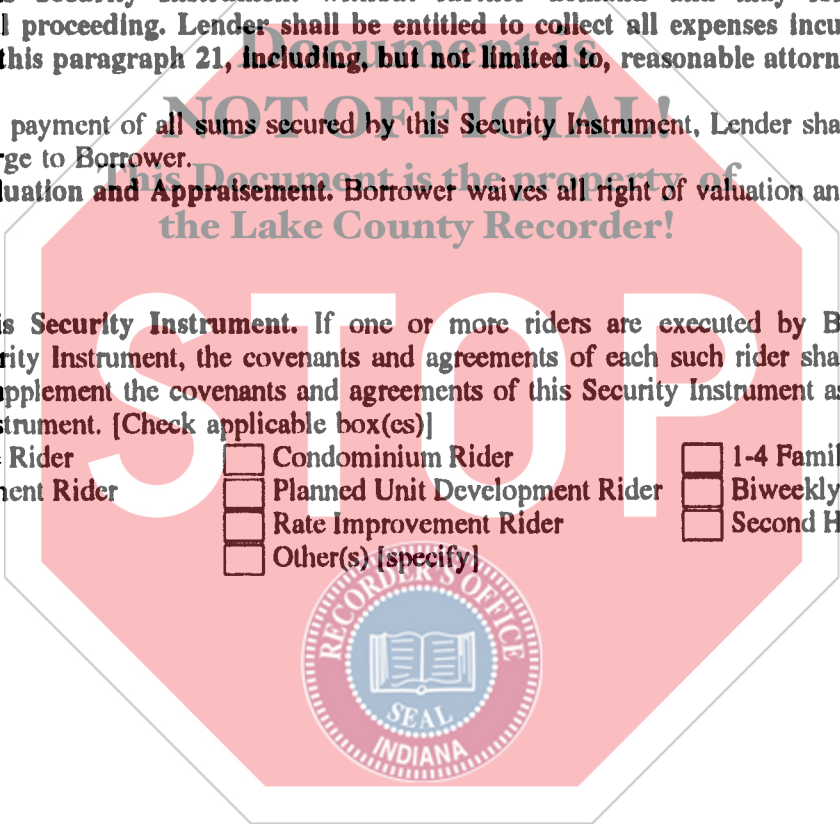 l proceeding. Lender shall be entitled to collect all expenses incu
this paragraph 21, including, but not limited to, reasonable attorn
Document is
NOT OFFICIAL!
This Document is the property of
the Lake County Recorder!
payment of all sums secured by this Security Instrument, Lender sha
rge to Borrower.
luation and Appraisement. Borrower waives all right of valuation an
STOP
is Security Instrument. If one or more riders are executed by B
rity Instrument, the covenants and agreements of each such rider sha
pplement the covenants and agreements of this Security Instrument as
strument. [Check applicable box(es)]
Rider
Condominium Rider
1-4 Famil
ent Rider
Planned Unit Development Rider
Biweekly
Rate Improvement Rider
Second H
Other(s) [specify]
RECORDER'S OFFICE
SEAL
INDIANA